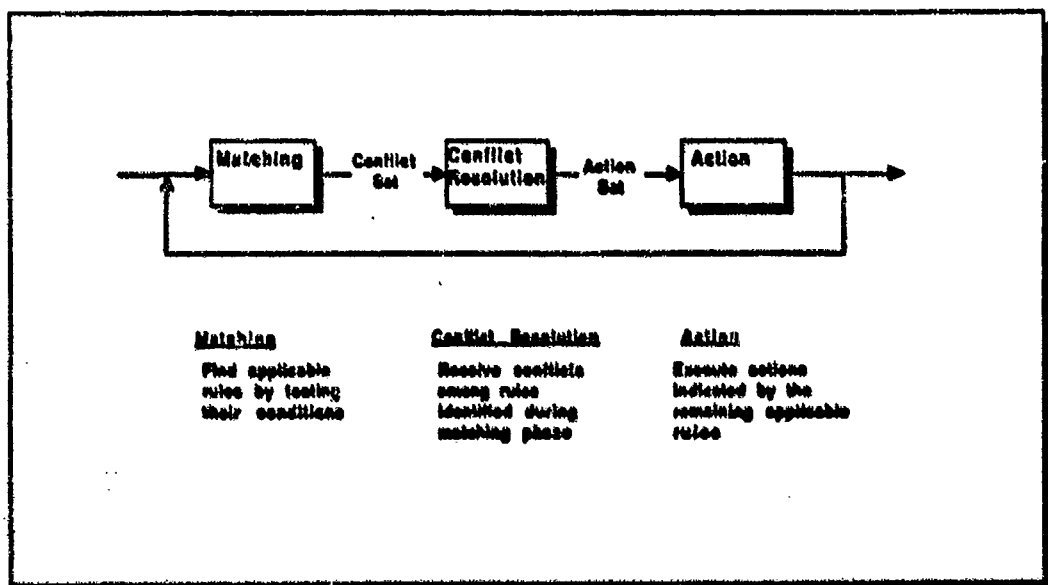 Matching
Conflict
Set
Conflict
Resolution
Action
Set
Action
Matching
Find applicable
rules by testing
their conditions
Conflict Resolution
Resolve conflicts
among rules
identified during
matching phase
Action
Execute actions
indicated by the
remaining applicable
rules